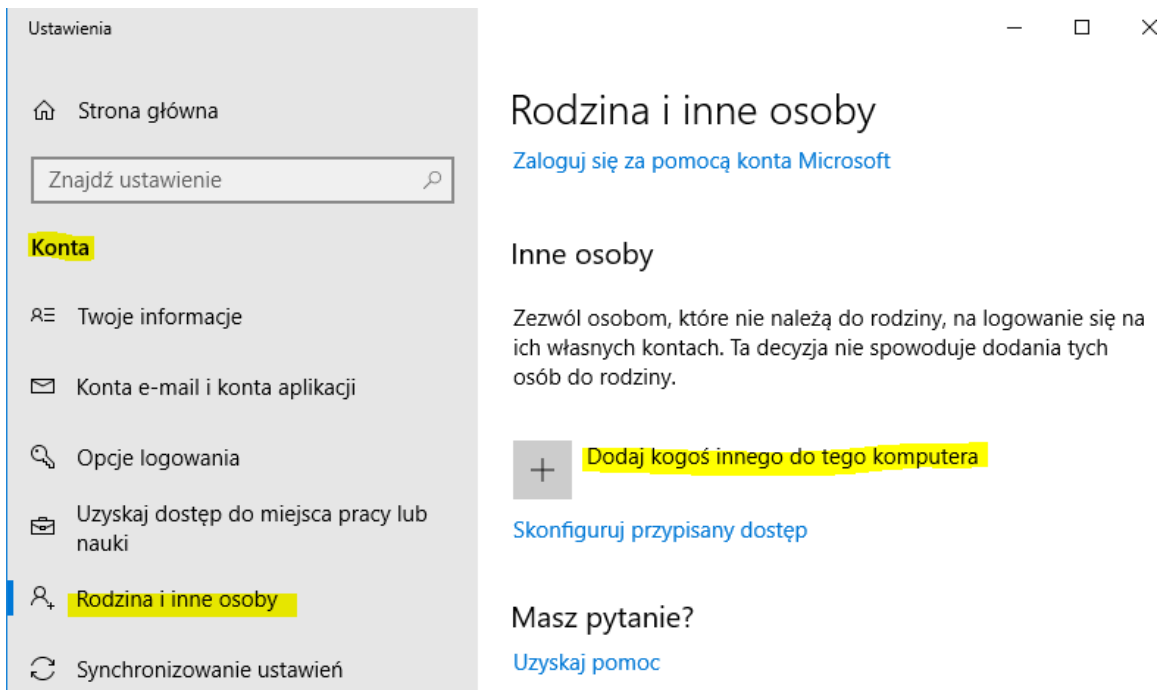 Ustawienia
Strona główna
Znajdź ustawienie
Konta
Twoje informacje
Konta e-mail i konta aplikacji
Opcje logowania
Uzyskaj dostęp do miejsca pracy lub
nauki
Rodzina i inne osoby
Synchronizowanie ustawień
Rodzina i inne osoby
Zaloguj się za pomocą konta Microsoft
Inne osoby
Zezwól osobom, które nie należą do rodziny, na logowanie się na
ich własnych kontach. Ta decyzja nie spowoduje dodania tych
osób do rodziny.
Dodaj kogoś innego do tego komputera
Skonfiguruj przypisany dostęp
Masz pytanie?
Uzyskaj pomoc